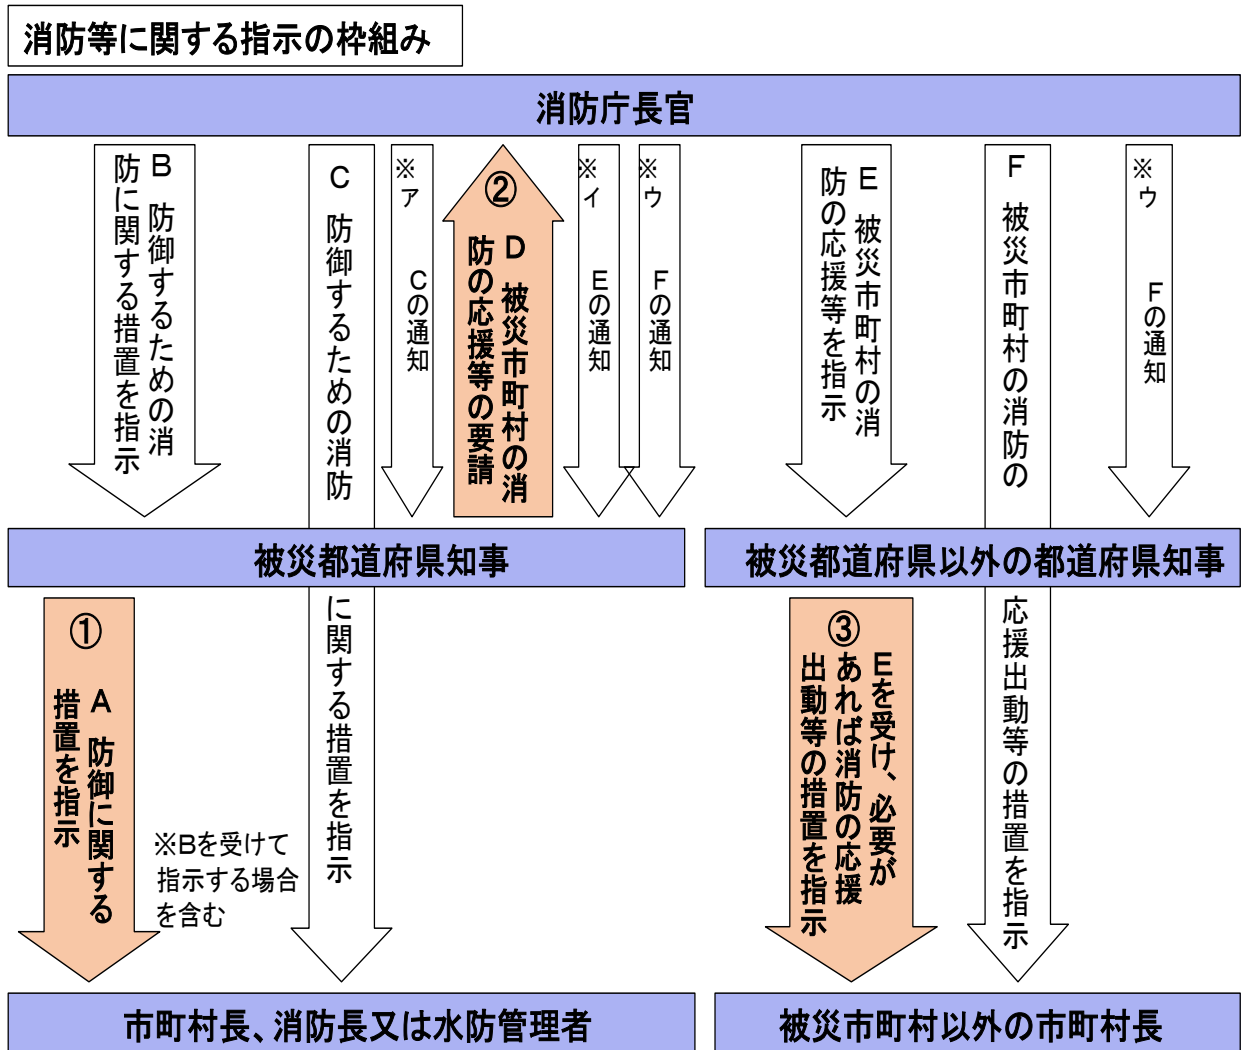 消防等に関する指示の枠組み
消防庁長官
B 防御するための消
防に関する措置を指示
C 防御するための消防
に関する措置を指示
※ア Cの通知
②
D 被災市町村の消
防の応援等の要請
※イ Eの通知
※ウ Fの通知
E 被災市町村の消
防の応援等を指示
F 被災市町村の消防の
応援出動等の措置を指示
※ウ Fの通知
被災都道府県知事
被災都道府県以外の都道府県知事
①
A 防御に関する
措置を指示
※Bを受けて
指示する場合
を含む
③
Eを受け、必要が
あれば消防の応援
出動等の措置を指示
市町村長、消防長又は水防管理者
被災市町村以外の市町村長